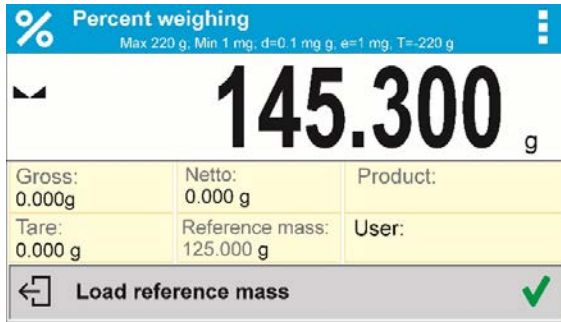 % Percent weighing
Max 220 g, Min 1 mg, d=0.1 mg g, e=1 mg, T=-220 g
145.300 g
Gross: Netto: Product:
0.000g 0.000 g
Tare: Reference mass: User:
0.000 g 125.000 g
Load reference mass